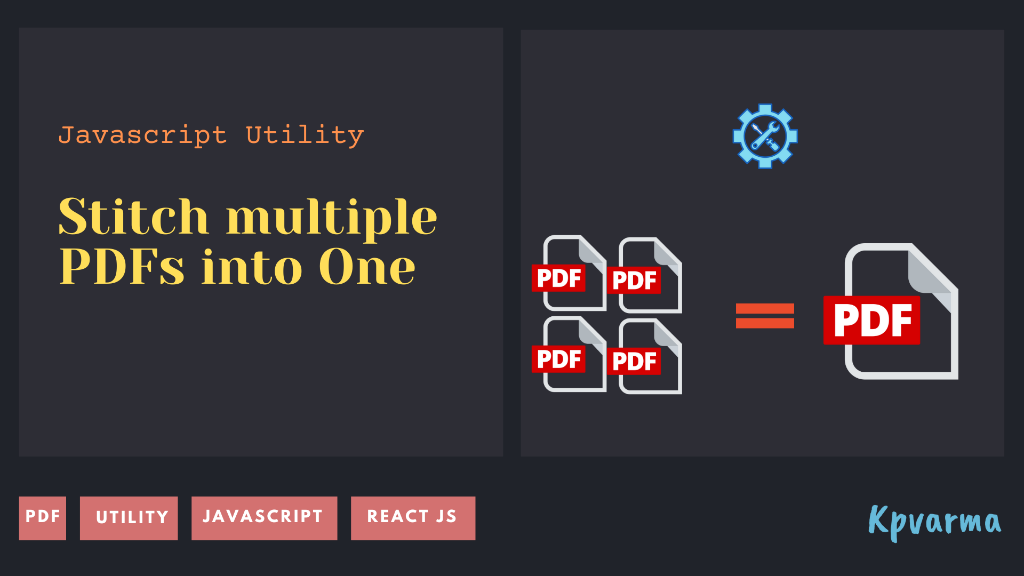 Javascript Utility
Stitch multiple
PDFs into One
PDF
PDF
PDF
PDF
PDF
PDF
UTILITY
JAVASCRIPT
REACT JS
Kpvarma